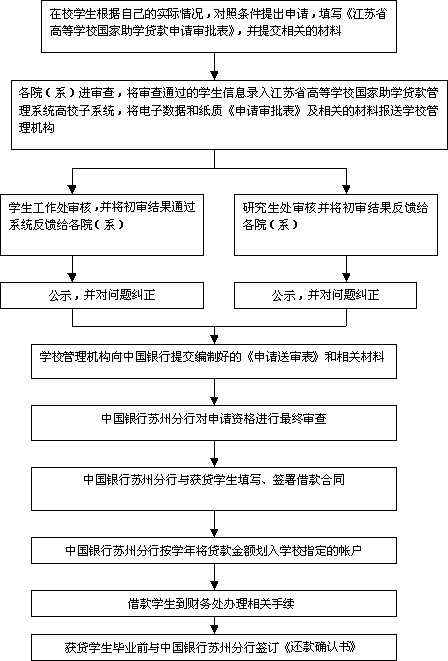 在校学生根据自己的实际情况，对照条件提出申请，填写《江苏省
高等学校国家助学贷款申请审批表》，并提交相关的材料
各院（系）进审查，将审查通过的学生信息录入江苏省高等学校国家助学贷款管
理系统高校子系统，将电子数据和纸质《申请审批表》及相关的材料报送学校管
理机构
学生工作处审核，并将初审结果通过
系统反馈给各院（系）
研究生处审核并将初审结果反馈给
各院（系）
公示，并对问题纠正
公示，并对问题纠正
学校管理机构向中国银行提交编制好的《申请送审表》和相关材料
中国银行苏州分行对申请资格进行最终审查
中国银行苏州分行与获贷学生填写、签署借款合同
中国银行苏州分行按学年将贷款金额划入学校指定的帐户
借款学生到财务处办理相关手续
获贷学生毕业前与中国银行苏州分行签订《还款确认书》